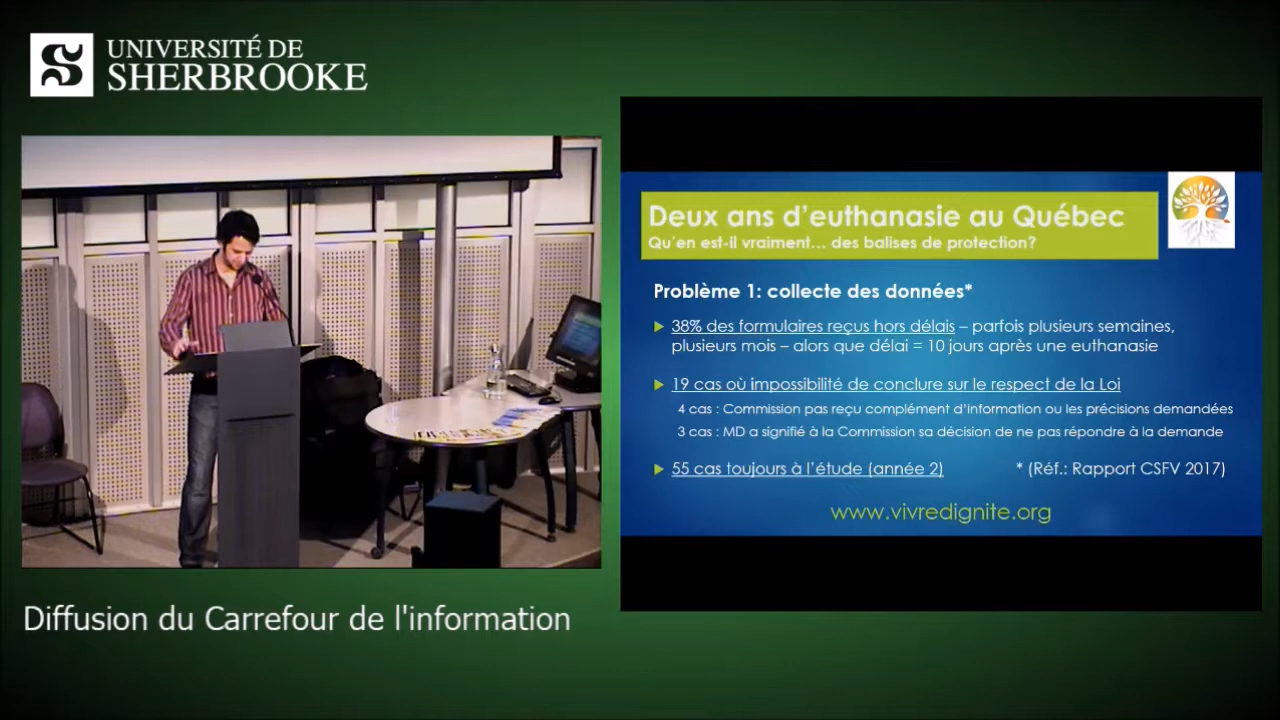 UNIVERSITÉ DE
SHERBROOKE
Deux ans d'euthanasie au Québec
Qu'en est-il vraiment... des balises de protection?
Problème 1: collecte des données*
38% des formulaires reçus hors délais – parfois plusieurs semaines,
plusieurs mois – alors que délai = 10 jours après une euthanasie
19 cas où impossibilité de conclure sur le respect de la Loi
4 cas : Commission pas reçu complément d'information ou les précisions demandées
3 cas : MD a signifié à la Commission sa décision de ne pas répondre à la demande
55 cas toujours à l'étude (année 2) * (Réf.: Rapport CSFV 2017)
www.vivredignite.org
Diffusion du Carrefour de l'information